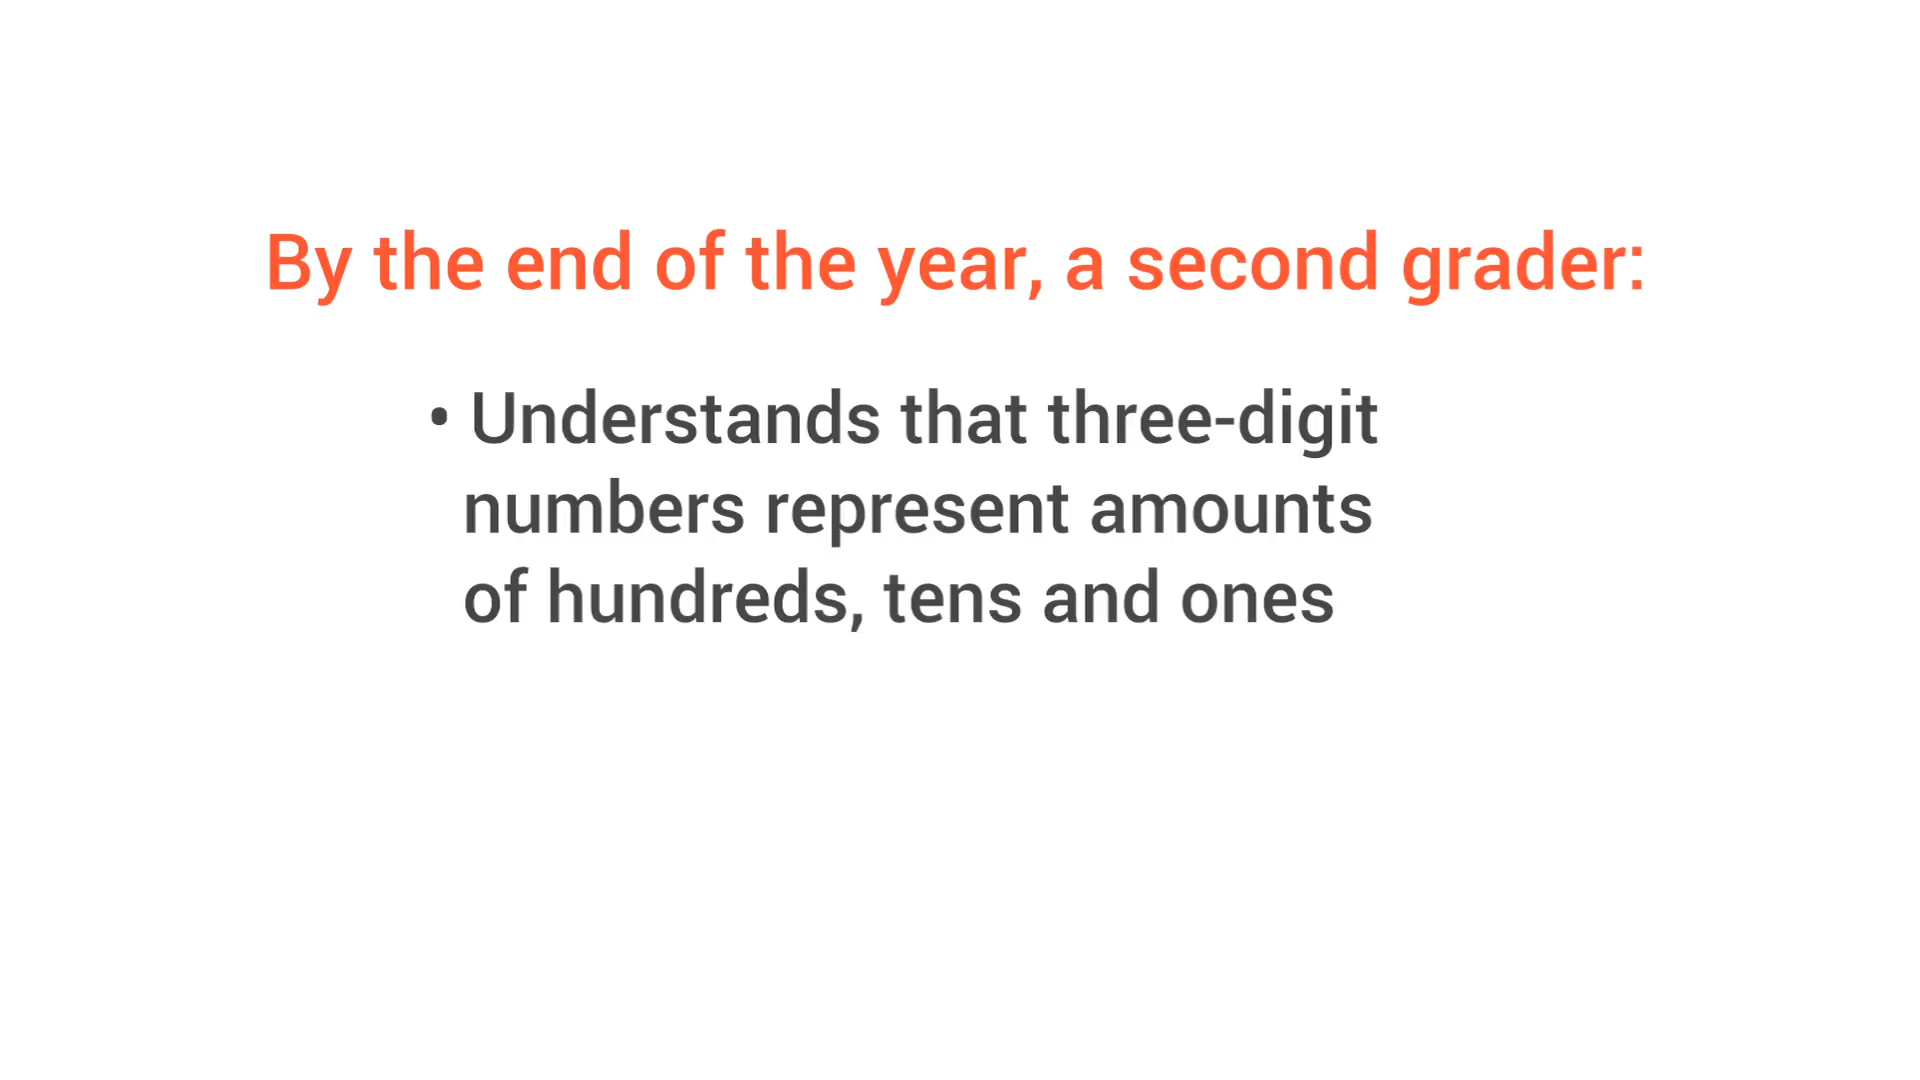 By the end of the year, a second grader:
• Understands that three-digit
numbers represent amounts
of hundreds, tens and ones